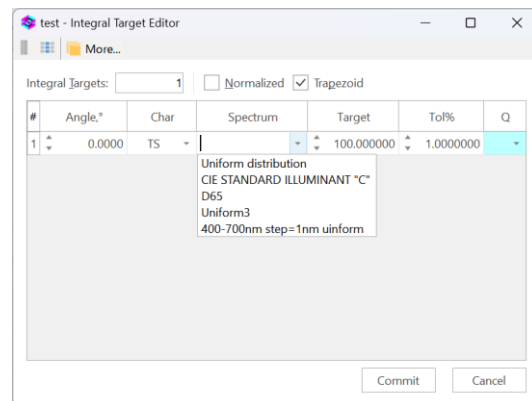 test - Integral Target Editor
More...
Integral Targets: 1 Normalized Trapezoid
# Angle,° Char Spectrum Target Tol% Q
1 0.0000 TS 100.000000 1.0000000
Uniform distribution
CIE STANDARD ILLUMINANT "C"
D65
Uniform3
400-700nm step=1nm uinform
Commit Cancel